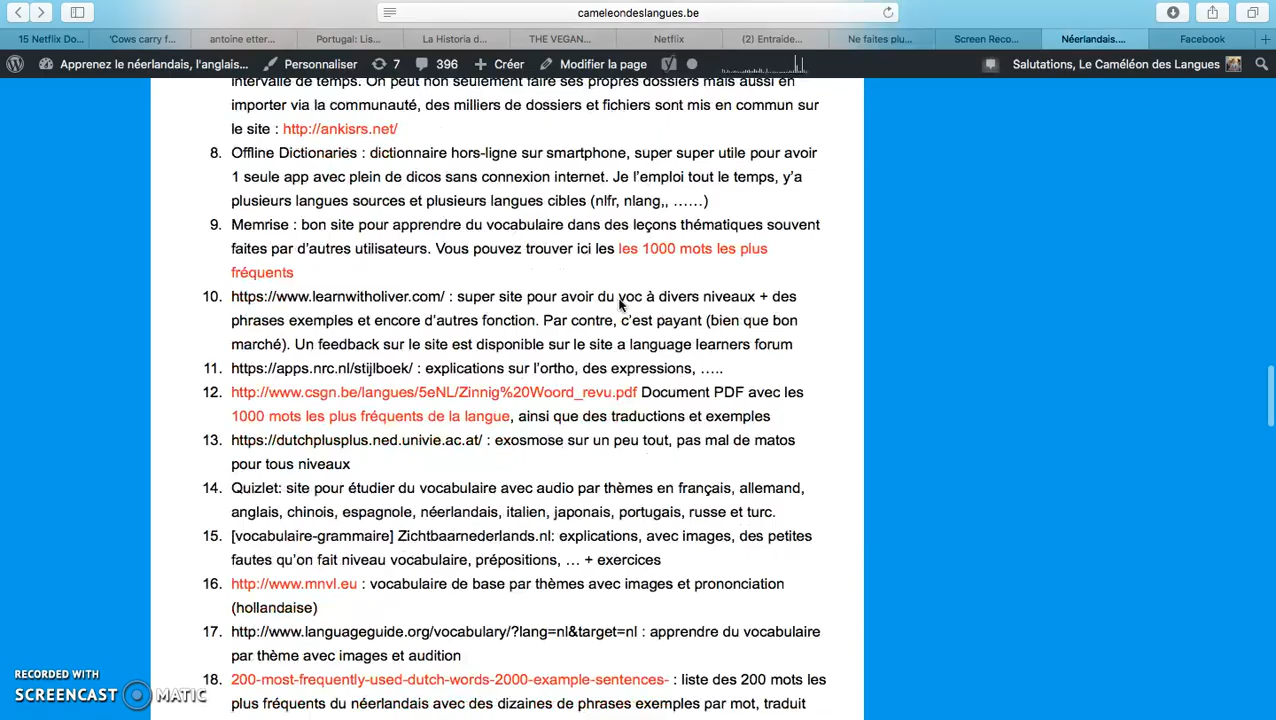 cameleondeslangues.be
15 Netflix Do... 'Cows carry f... antoine etter... Portugal: Lis... La Historia d... THE VEGAN... Netflix (2) Entraide... Ne faites plu... Screen Reco... Néerlandais.... Facebook
Apprenez le néerlandais, l'anglais... Personnaliser 7 396 Créer Modifier la page Salutations, Le Caméléon des Langues
intervalle de temps. On peut non seulement faire ses propres dossiers mais aussi en
importer via la communauté, des milliers de dossiers et fichiers sont mis en commun sur
le site : http://ankisrs.net/
8. Offline Dictionaries : dictionnaire hors-ligne sur smartphone, super super utile pour avoir
1 seule app avec plein de dicos sans connexion internet. Je l'emploi tout le temps, y'a
plusieurs langues sources et plusieurs langues cibles (nlfr, nlang,, ……)
9. Memrise : bon site pour apprendre du vocabulaire dans des leçons thématiques souvent
faites par d'autres utilisateurs. Vous pouvez trouver ici les les 1000 mots les plus
fréquents
10. https://www.learnwitholiver.com/ : super site pour avoir du voc à divers niveaux + des
phrases exemples et encore d'autres fonction. Par contre, c'est payant (bien que bon
marché). Un feedback sur le site est disponible sur le site a language learners forum
11. https://apps.nrc.nl/stijlboek/ : explications sur l'ortho, des expressions, …..
12. http://www.csgn.be/langues/5eNL/Zinnig%20Woord_revu.pdf Document PDF avec les
1000 mots les plus fréquents de la langue, ainsi que des traductions et exemples
13. https://dutchplusplus.ned.univie.ac.at/ : exosmose sur un peu tout, pas mal de matos
pour tous niveaux
14. Quizlet: site pour étudier du vocabulaire avec audio par thèmes en français, allemand,
anglais, chinois, espagnole, néerlandais, italien, japonais, portugais, russe et turc.
15. [vocabulaire-grammaire] Zichtbaarnederlands.nl: explications, avec images, des petites
fautes qu'on fait niveau vocabulaire, prépositions, … + exercices
16. http://www.mnvl.eu : vocabulaire de base par thèmes avec images et prononciation
(hollandaise)
17. http://www.languageguide.org/vocabulary/?lang=nl&target=nl : apprendre du vocabulaire
par thème avec images et audition
18. 200-most-frequently-used-dutch-words-2000-example-sentences- : liste des 200 mots les
plus fréquents du néerlandais avec des dizaines de phrases exemples par mot, traduit
RECORDED WITH
SCREENCAST MATIC